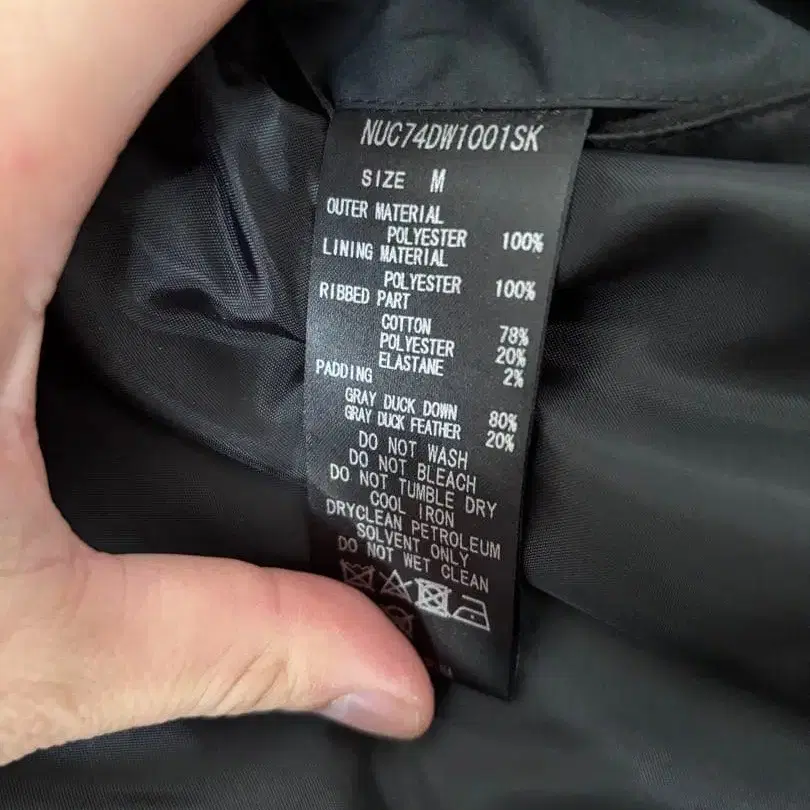 NUC74DW1001SK
SIZE M
OUTER MATERIAL
POLYESTER 100%
LINING MATERIAL
POLYESTER 100%
RIBBED PART
COTTON 78%
POLYESTER 20%
ELASTANE 2%
PADDING
GRAY DUCK DOWN 80%
GRAY DUCK FEATHER 20%
DO NOT WASH
DO NOT BLEACH
DO NOT TUMBLE DRY
COOL IRON
DRYCLEAN PETROLEUM
SOLVENT ONLY
DO NOT WET CLEAN